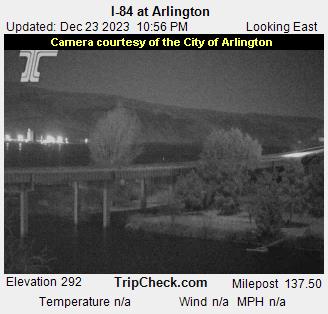 I-84 at Arlington
Updated: Dec 23 2023 10:56 PM Looking East
Camera courtesy of the City of Arlington
Elevation 292 TripCheck.com Milepost 137.50
Temperature n/a Wind n/a MPH n/a